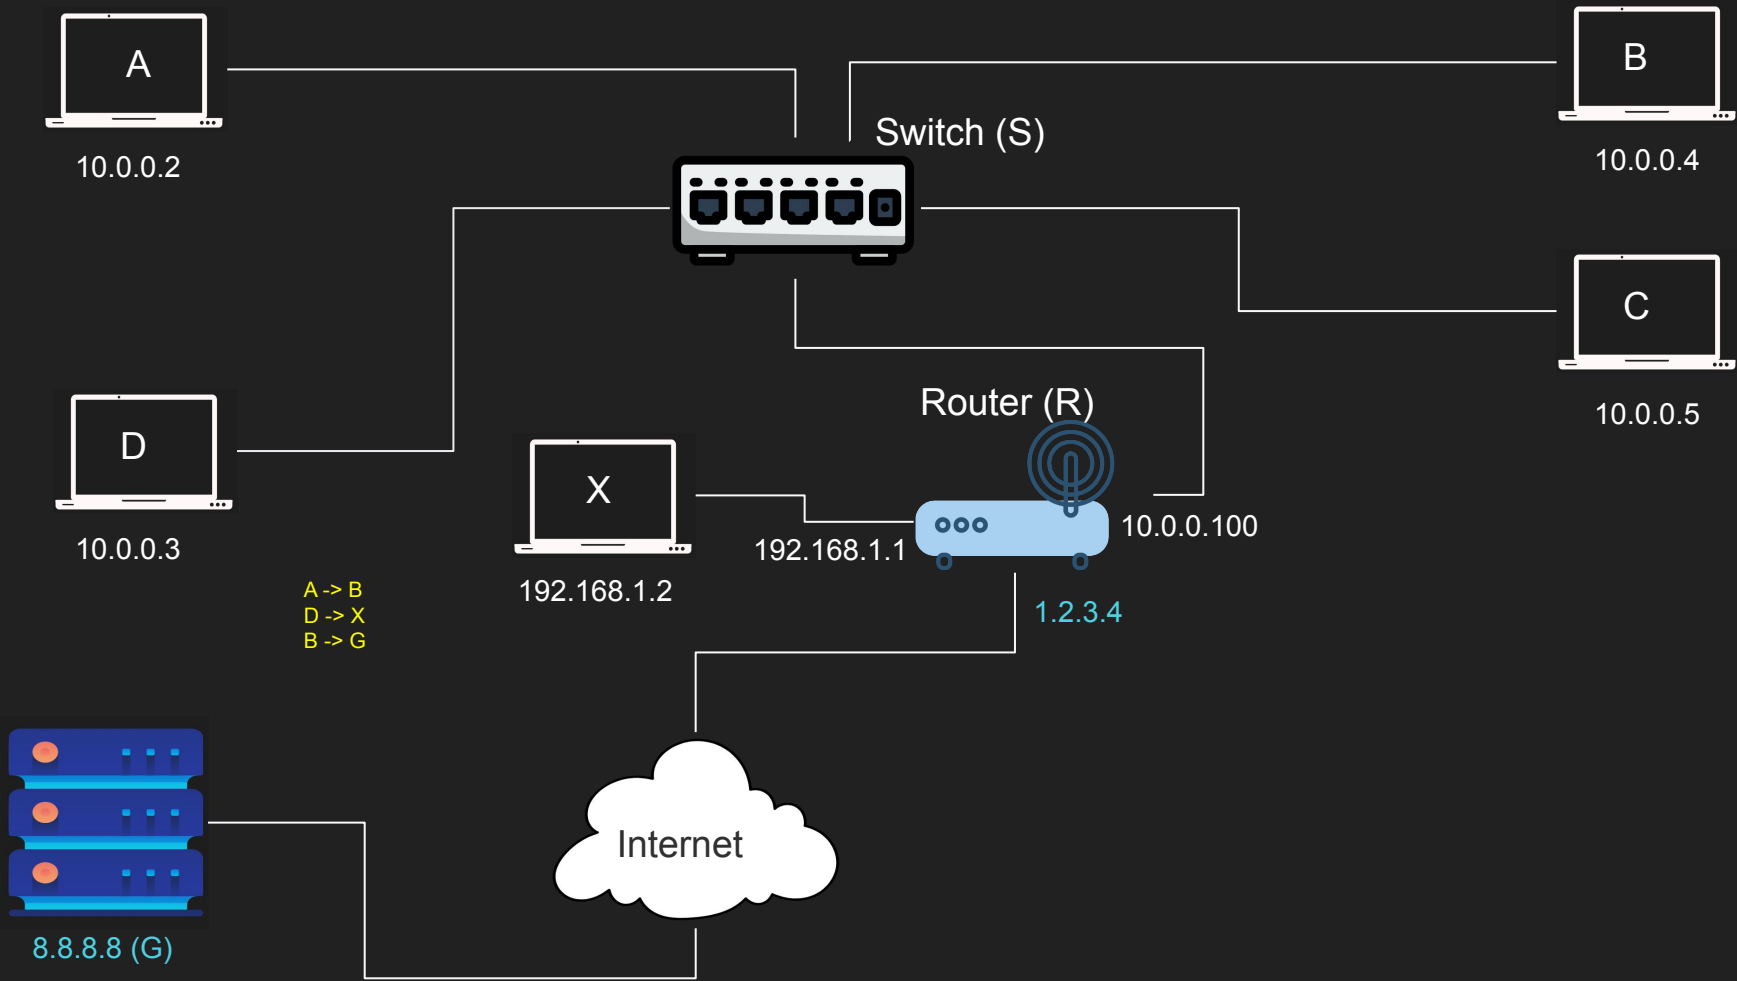 A
B
Switch (S)
10.0.0.2
10.0.0.4
C
Router (R)
10.0.0.5
D
X
10.0.0.100
10.0.0.3
192.168.1.1
192.168.1.2
A -> B
D -> X
B -> G
1.2.3.4
Internet
8.8.8.8 (G)